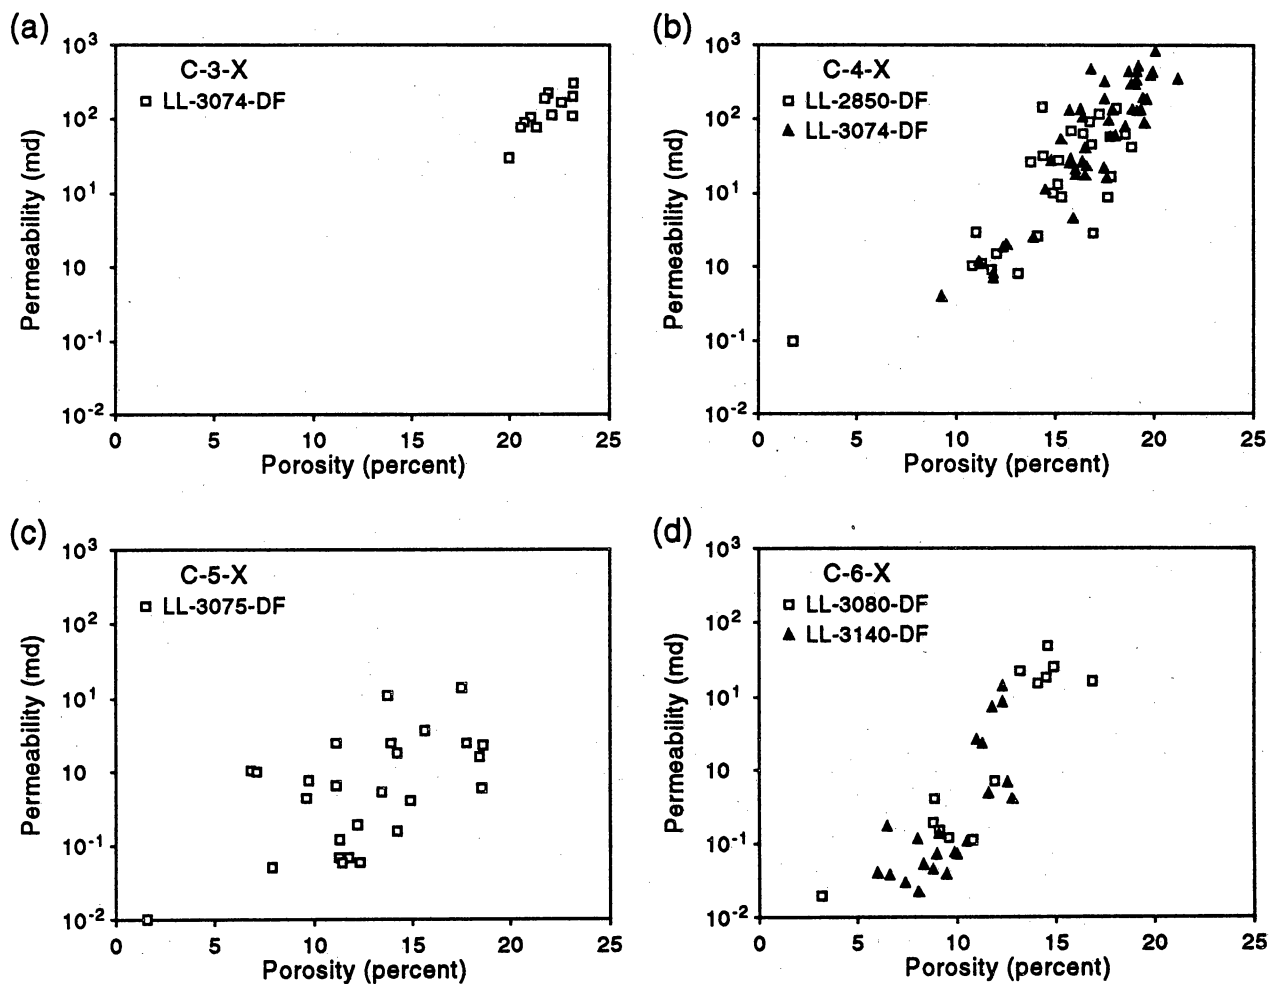 (a)
C-3-X
LL-3074-DF
Permeability (md)
10³
10²
10¹
10
10⁻¹
10⁻²
0 5 10 15 20 25
Porosity (percent)
(b)
C-4-X
LL-2850-DF
LL-3074-DF
Permeability (md)
10³
10²
10¹
10
10⁻¹
10⁻²
0 5 10 15 20 25
Porosity (percent)
(c)
C-5-X
LL-3075-DF
Permeability (md)
10³
10²
10¹
10
10⁻¹
10⁻²
0 5 10 15 20 25
Porosity (percent)
(d)
C-6-X
LL-3080-DF
LL-3140-DF
Permeability (md)
10³
10²
10¹
10
10⁻¹
10⁻²
0 5 10 15 20 25
Porosity (percent)